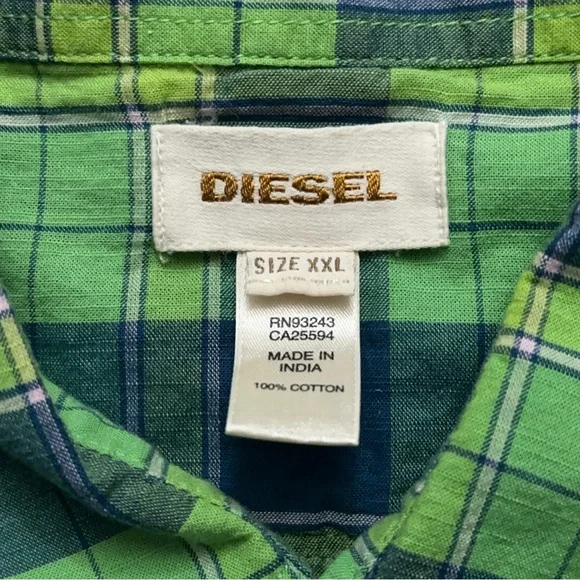 DIESEL
SIZE XXL
RN93243
CA25594
MADE IN
INDIA
100% COTTON